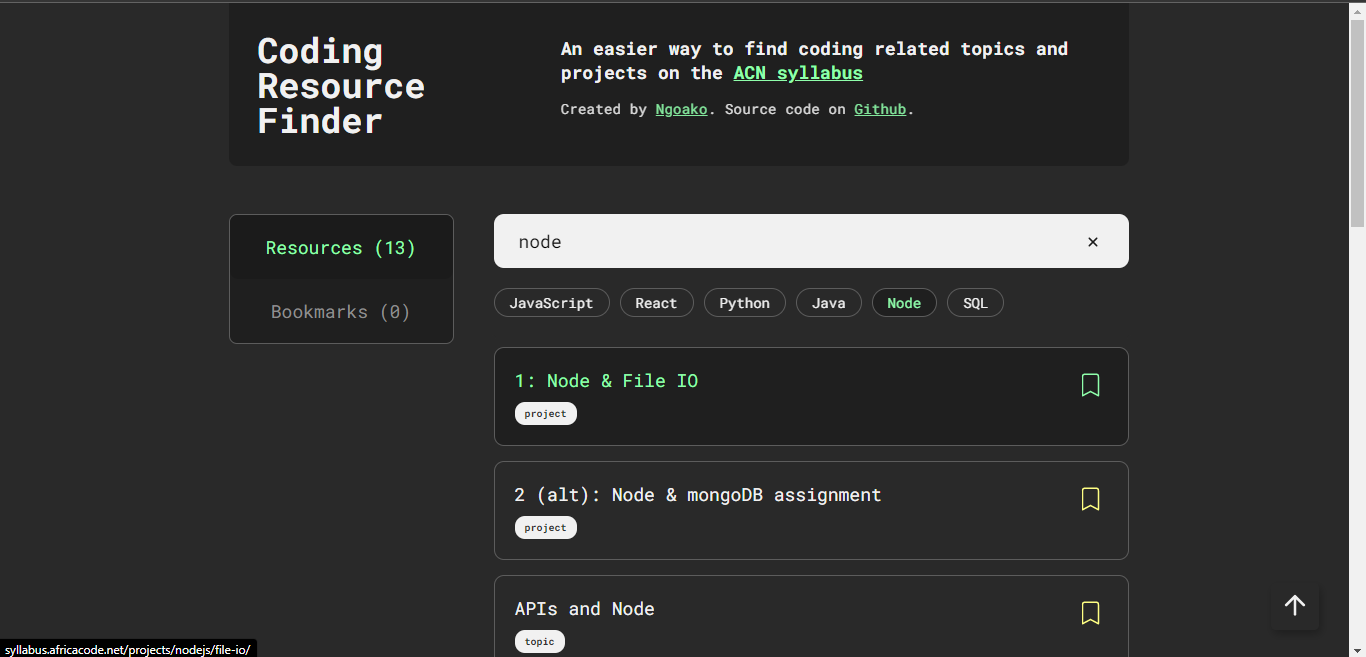 Coding
Resource
Finder
An easier way to find coding related topics and
projects on the ACN syllabus
Created by Ngoako. Source code on Github.
Resources (13)
Bookmarks (0)
node
JavaScript React Python Java Node SQL
1: Node & File IO
project
2 (alt): Node & mongoDB assignment
project
APIs and Node
topic
syllabus.africacode.net/projects/nodejs/file-io/